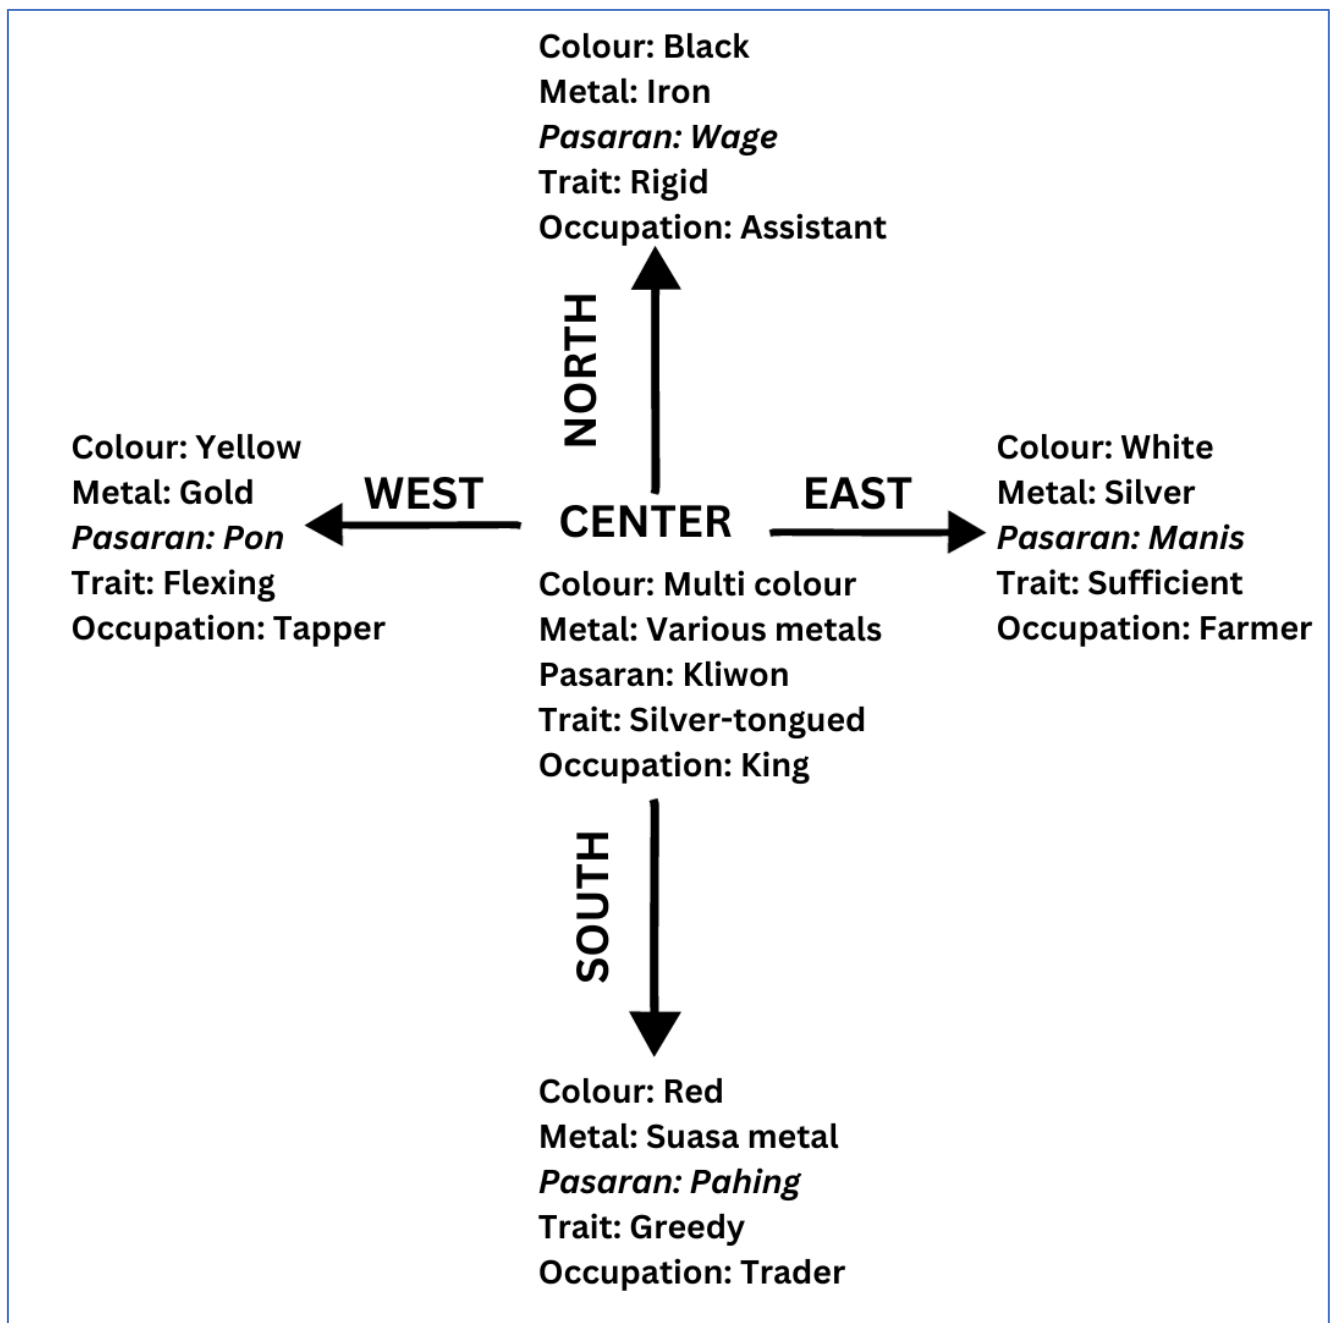 Colour: Black
Metal: Iron
Pasaran: Wage
Trait: Rigid
Occupation: Assistant
NORTH
Colour: Yellow
Metal: Gold
Pasaran: Pon
Trait: Flexing
Occupation: Tapper
WEST
CENTER
Colour: Multi colour
Metal: Various metals
Pasaran: Kliwon
Trait: Silver-tongued
Occupation: King
EAST
Colour: White
Metal: Silver
Pasaran: Manis
Trait: Sufficient
Occupation: Farmer
SOUTH
Colour: Red
Metal: Suasa metal
Pasaran: Pahing
Trait: Greedy
Occupation: Trader